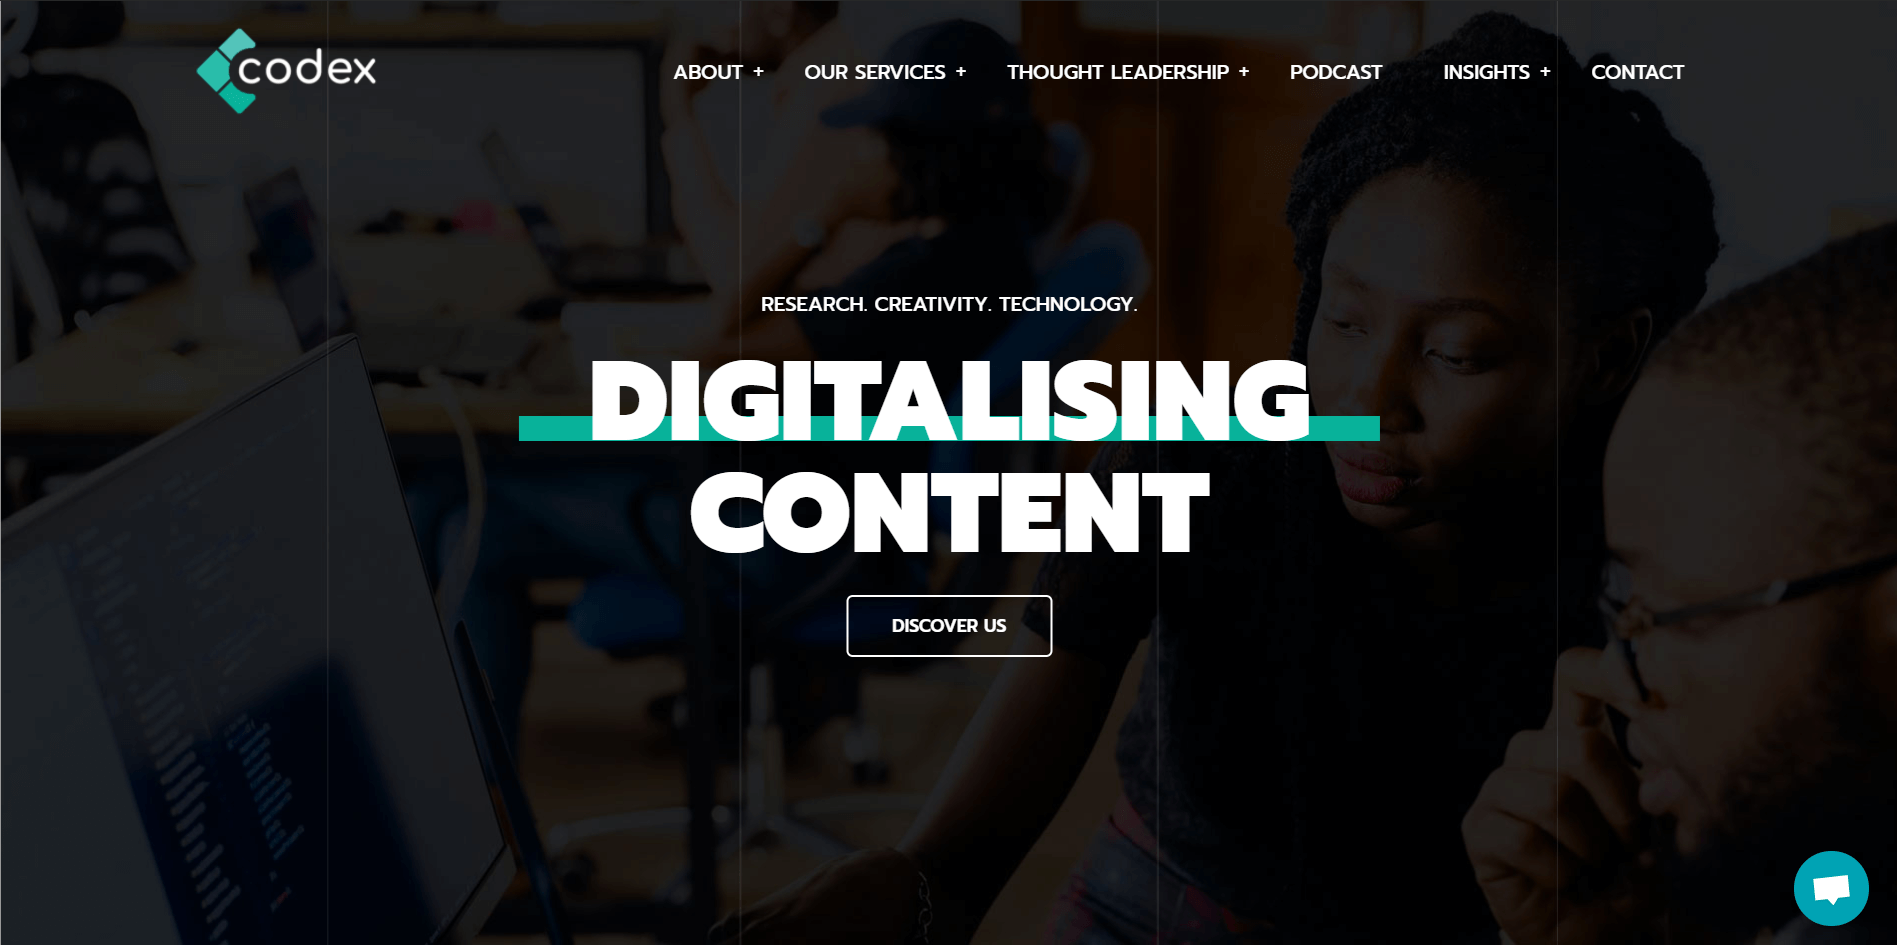 codex
ABOUT +
OUR SERVICES +
THOUGHT LEADERSHIP +
PODCAST
INSIGHTS +
CONTACT
RESEARCH. CREATIVITY. TECHNOLOGY.
DIGITALISING
CONTENT
DISCOVER US